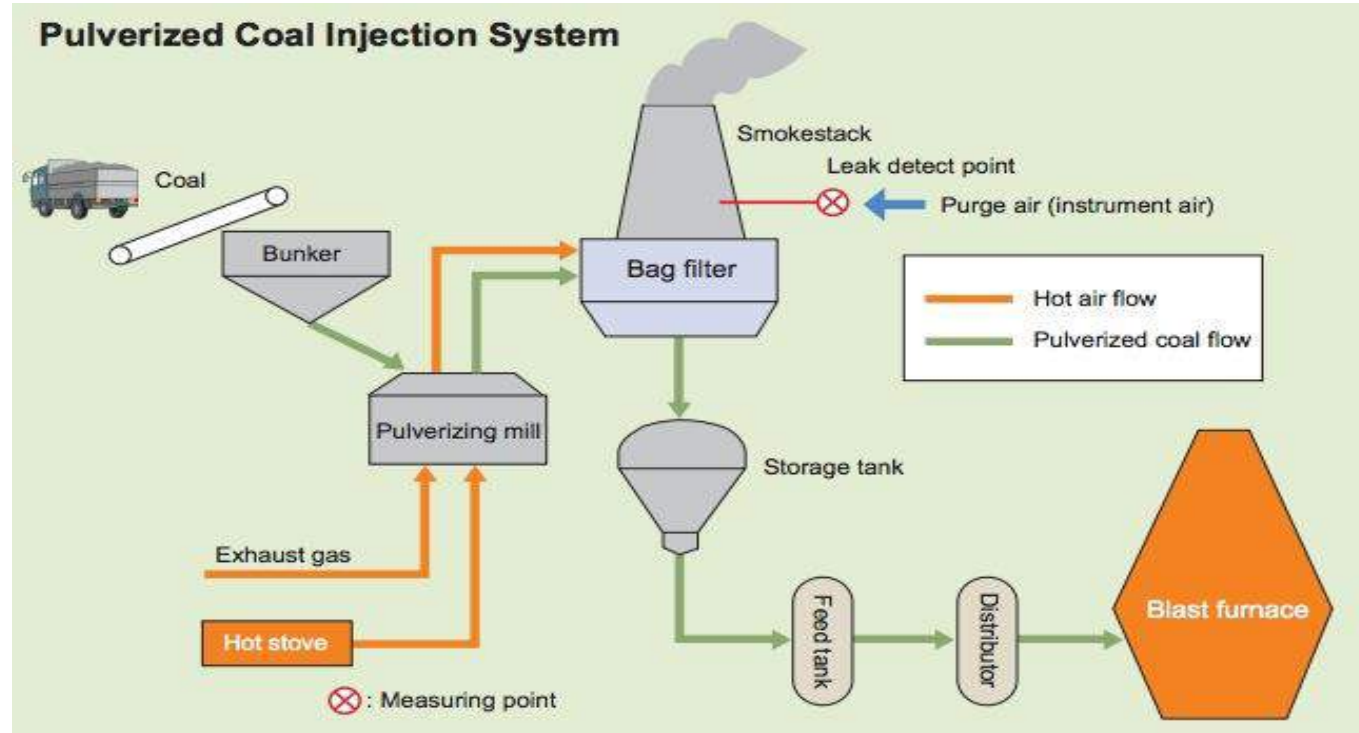 Pulverized Coal Injection System
Smokestack
Leak detect point
Coal
Purge air (instrument air)
Bunker
Bag filter
Hot air flow
Pulverized coal flow
Pulverizing mill
Storage tank
Exhaust gas
Feed tank
Distributor
Blast furnace
Hot stove
: Measuring point